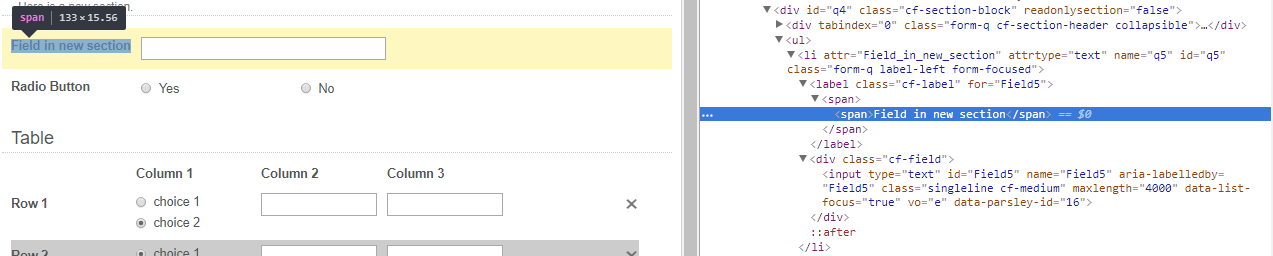 Here is a new section.
span 133 × 15.56
Field in new section
Radio Button Yes No
Table
Column 1 Column 2 Column 3
Row 1 choice 1
choice 2
Row 2 choice 1
▼<div id="q4" class="cf-section-block" readonlysection="false">
▶<div tabindex="0" class="form-q cf-section-header collapsible">…</div>
▼<ul>
▼<li attr="Field_in_new_section" attrtype="text" name="q5" id="q5"
class="form-q label-left form-focused">
▼<label class="cf-label" for="Field5">
▼<span>
... <span>Field in new section</span> == $0
</span>
</label>
▼<div class="cf-field">
<input type="text" id="Field5" name="Field5" aria-labelledby=
"Field5" class="singleline cf-medium" maxlength="4000" data-list-
focus="true" vo="e" data-parsley-id="16">
</div>
::after
</li>